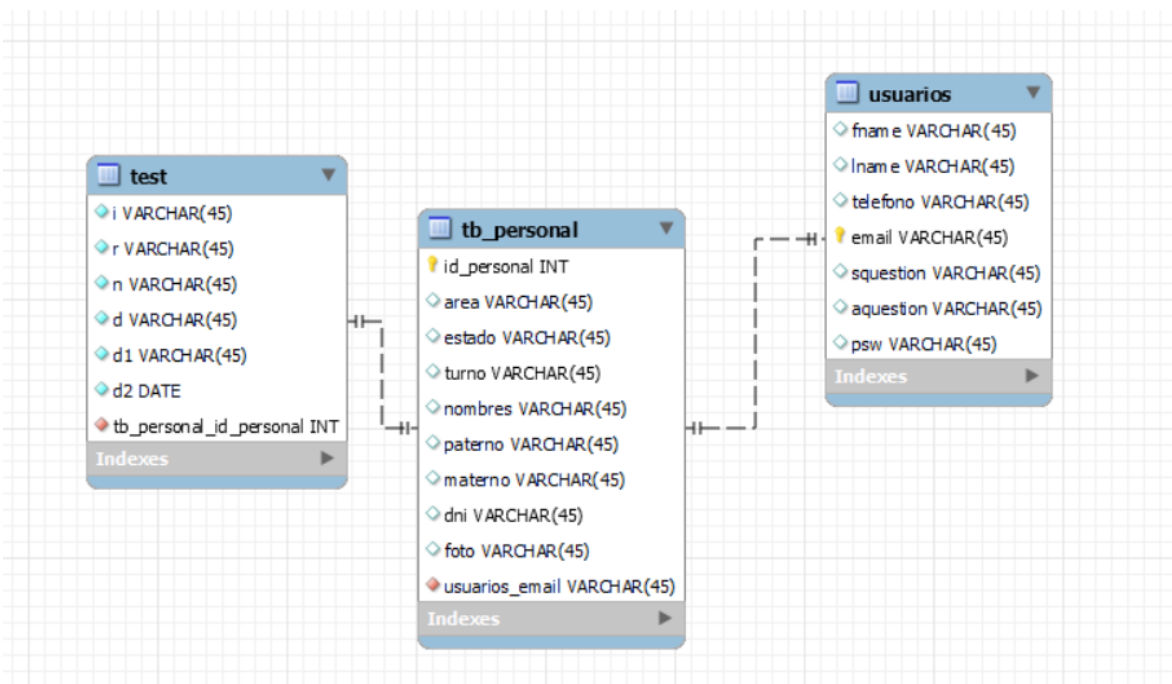 test
i VARCHAR(45)
r VARCHAR(45)
n VARCHAR(45)
d VARCHAR(45)
d1 VARCHAR(45)
d2 DATE
tb_personal_id_personal INT
Indexes
tb_personal
id_personal INT
area VARCHAR(45)
estado VARCHAR(45)
turno VARCHAR(45)
nombres VARCHAR(45)
paterno VARCHAR(45)
materno VARCHAR(45)
dni VARCHAR(45)
foto VARCHAR(45)
usuarios_email VARCHAR(45)
Indexes
usuarios
fname VARCHAR(45)
lname VARCHAR(45)
telefono VARCHAR(45)
email VARCHAR(45)
squestion VARCHAR(45)
aquestion VARCHAR(45)
psw VARCHAR(45)
Indexes